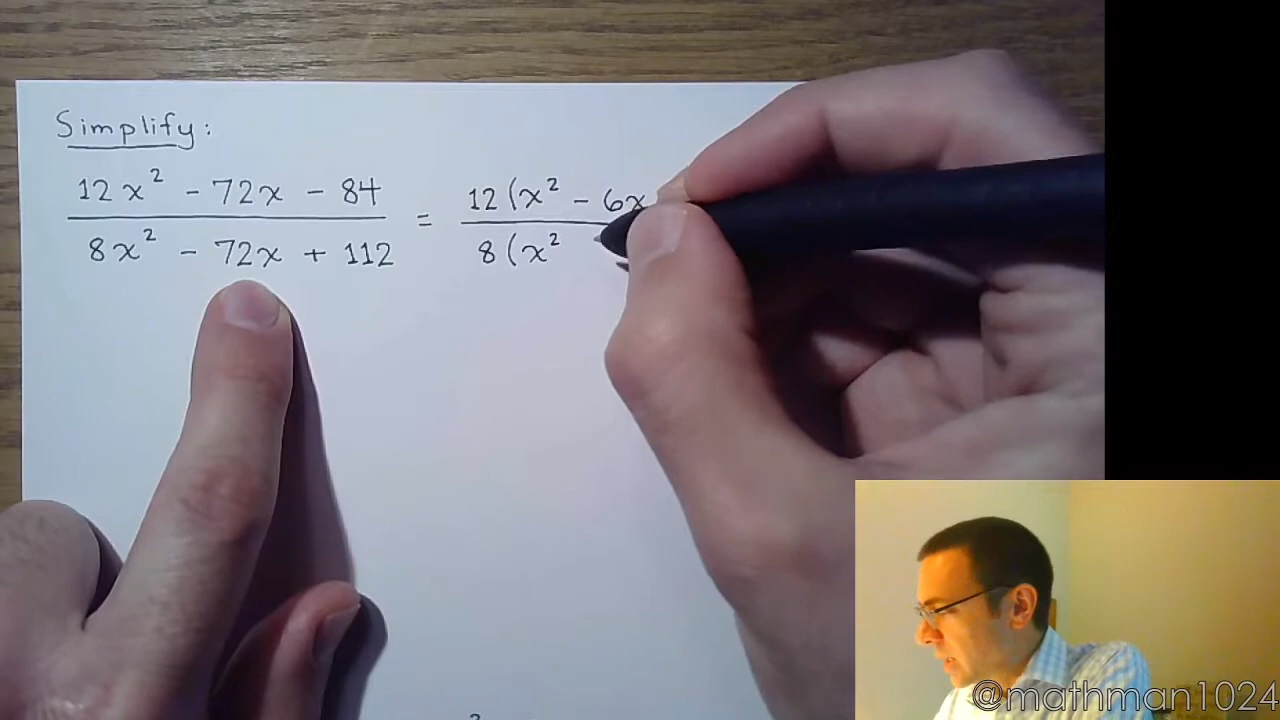 Simplify:
12x² - 72x - 84 = 12(x² - 6x
8x² - 72x + 112   8(x²
@mathman1024